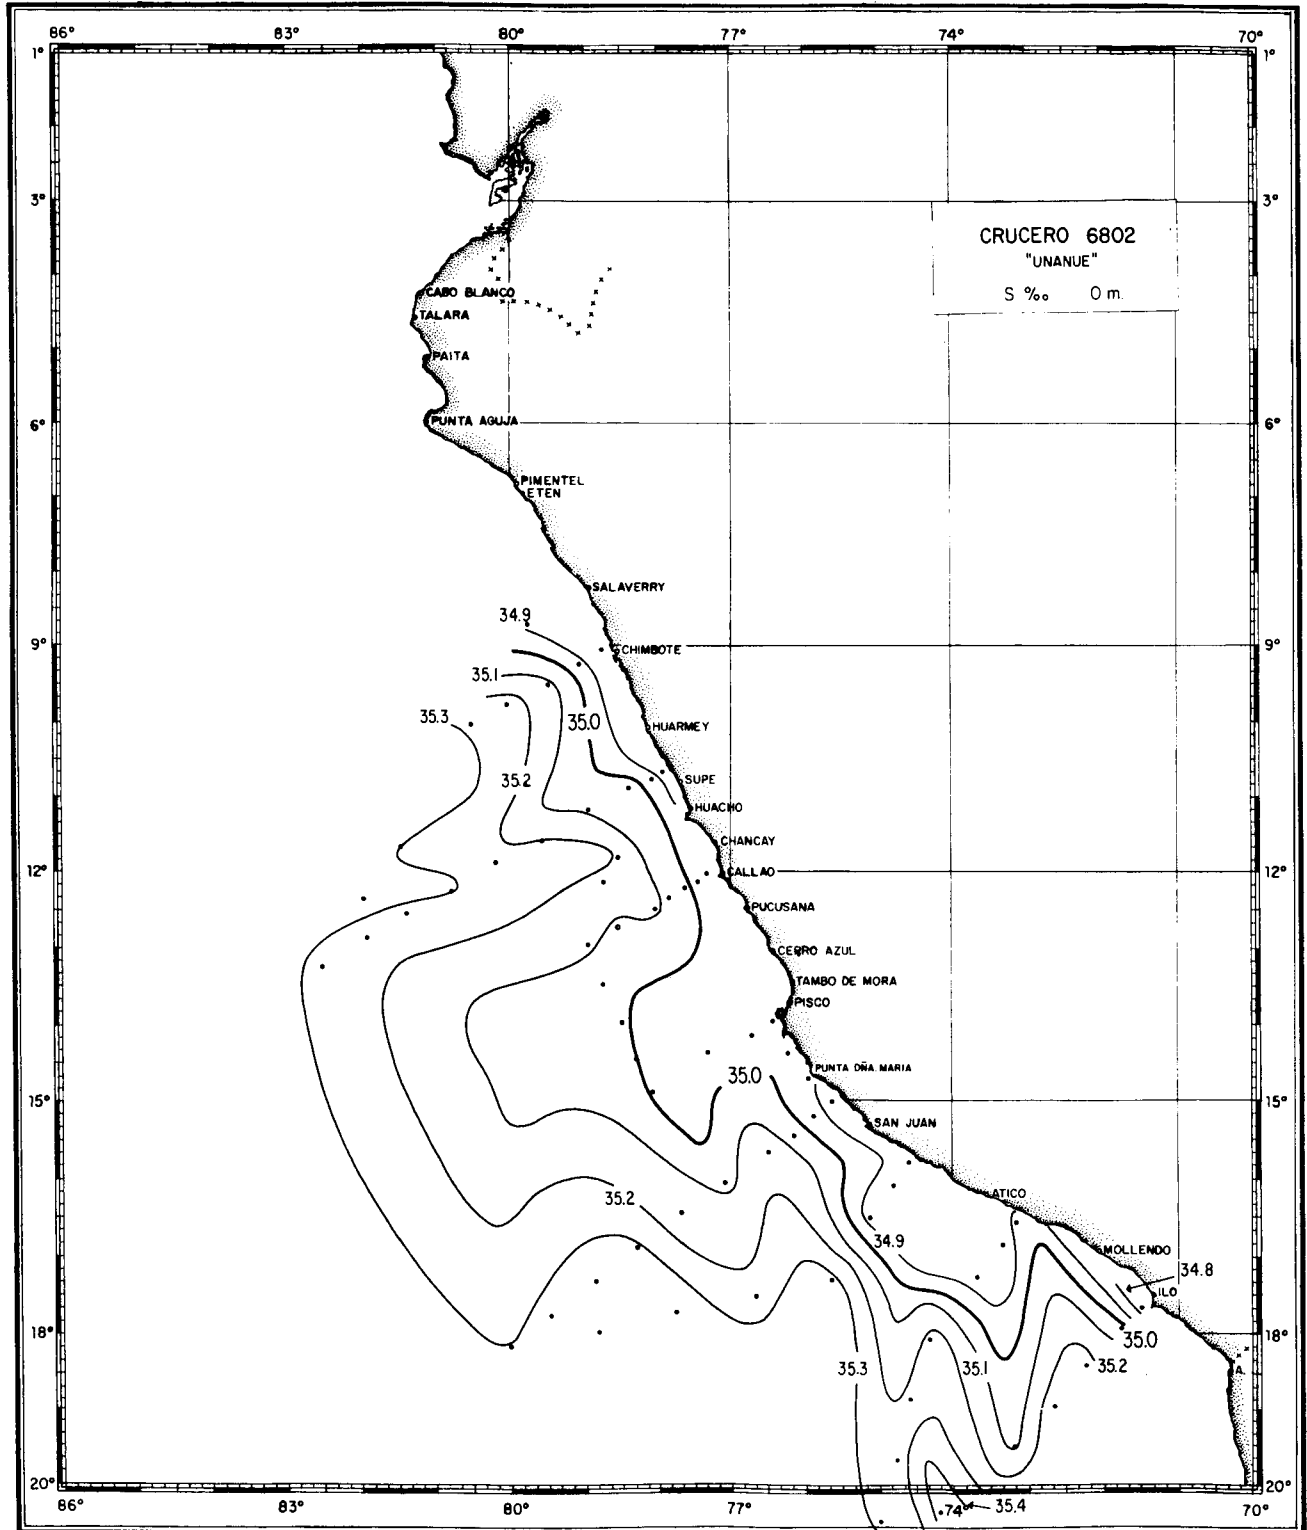 86° 83° 80° 77° 74° 70°
1° 1°
3° 3°
CRUCERO 6802
"UNANUE"
S ‰ 0 m.
CABO BLANCO
TALARA
PAITA
PUNTA AGUJA
6° 6°
PIMENTEL
ETEN
SALAVERRY
34.9
9° 9°
CHIMBOTE
35.1
35.3
35.0
HUARMEY
35.2
SUPE
HUACHO
CHANCAY
12° 12°
CALLAO
PUCUSANA
CERRO AZUL
TAMBO DE MORA
PISCO
PUNTA DÑA. MARIA
35.0
15° 15°
SAN JUAN
ATICO
35.2
34.9
MOLLENDO
34.8
ILO
18° 18°
35.0
35.3
35.1
35.2
A.
20° 20°
35.4
86° 83° 80° 77° 74° 70°